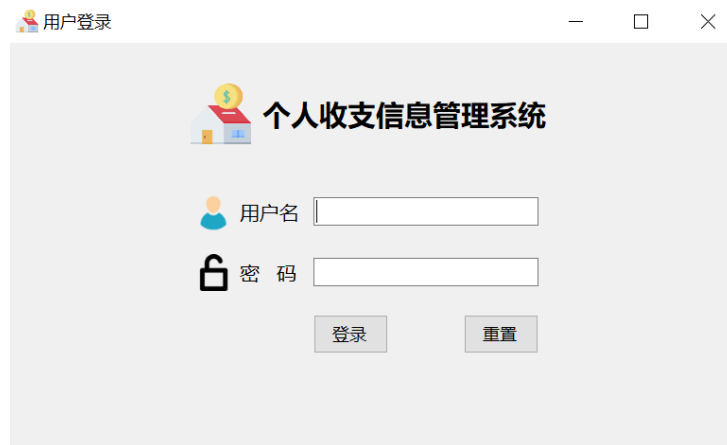 用户登录
个人收支信息管理系统
用户名
密 码
登录 重置